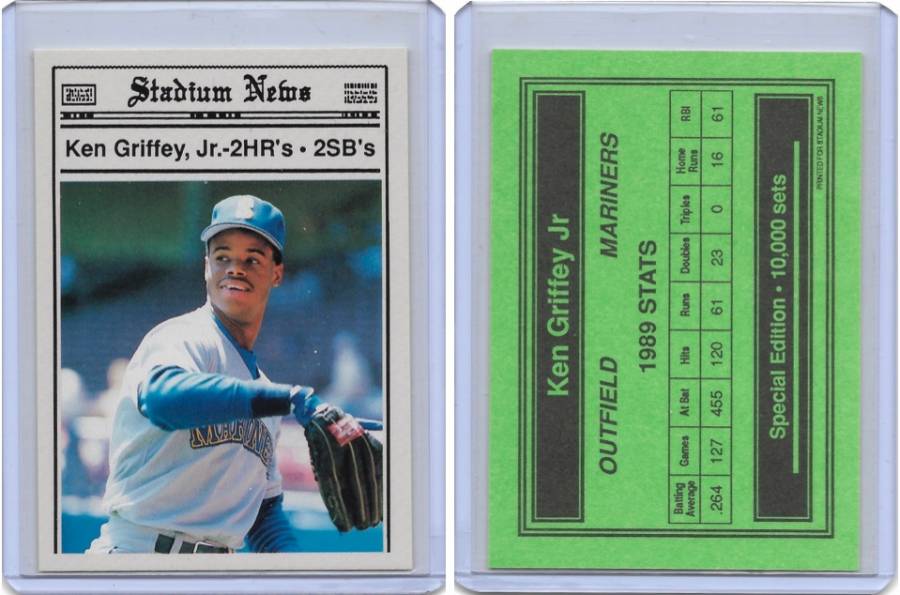 Stadium News
Ken Griffey, Jr.-2HR's • 2SB's
MARINE
Ken Griffey Jr
OUTFIELD MARINERS
1989 STATS
Batting Average Games At Bat Hits Runs Doubles Triples Home Runs RBI
.264 127 455 120 61 23 0 16 61
Special Edition • 10,000 sets
PRINTED FOR STADIUM NEWS